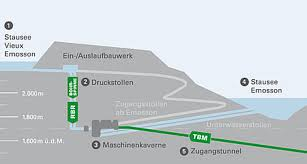 1 Stausee
Vieux
Emosson
Ein-/Auslaufbauwerk
2 Druckstollen
4 Stausee
Emosson
2.000 m
1.800 m
1.600 m ü.d.M.
RBR
Zugangsstollen
ab Emosson
Unterwasserstollen
TBM
3 Maschinenkaverne
5 Zugangstunnel